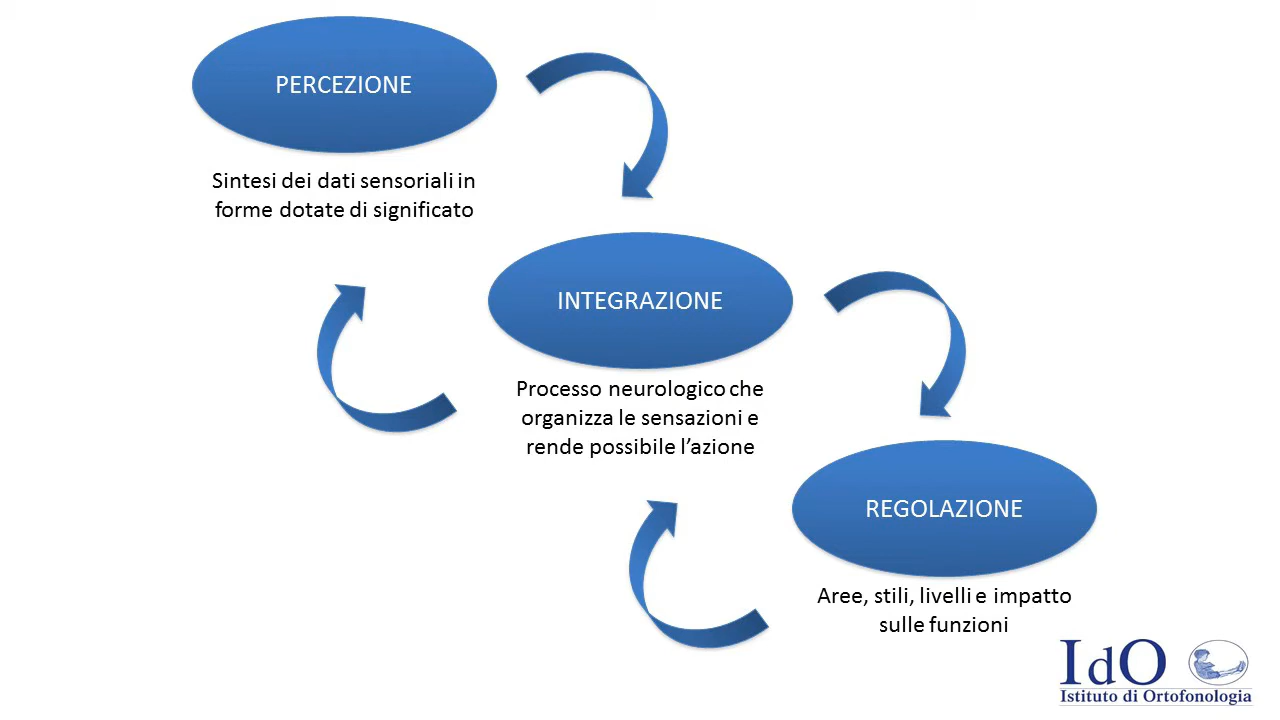 PERCEZIONE
Sintesi dei dati sensoriali in
forme dotate di significato
INTEGRAZIONE
Processo neurologico che
organizza le sensazioni e
rende possibile l’azione
REGOLAZIONE
Aree, stili, livelli e impatto
sulle funzioni
IdO
Istituto di Ortofonologia